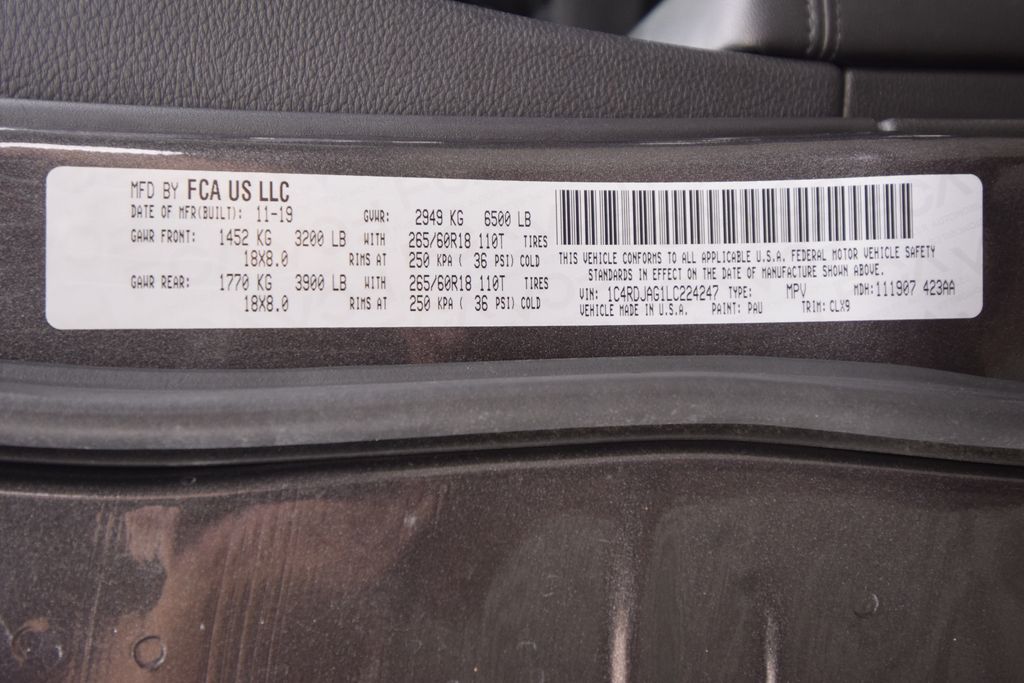 MFD BY FCA US LLC
DATE OF MFR(BUILT): 11-19 GVWR: 2949 KG 6500 LB
GAWR FRONT: 1452 KG 3200 LB WITH 265/60R18 110T TIRES
18X8.0 RIMS AT 250 KPA ( 36 PSI) COLD
GAWR REAR: 1770 KG 3900 LB WITH 265/60R18 110T TIRES
18X8.0 RIMS AT 250 KPA ( 36 PSI) COLD
THIS VEHICLE CONFORMS TO ALL APPLICABLE U.S.A. FEDERAL MOTOR VEHICLE SAFETY
STANDARDS IN EFFECT ON THE DATE OF MANUFACTURE SHOWN ABOVE.
VIN: 1C4RDJAG1LC224247 TYPE: MPV MDH: 111907 423AA
VEHICLE MADE IN U.S.A. PAINT: PAU TRIM: CLX9